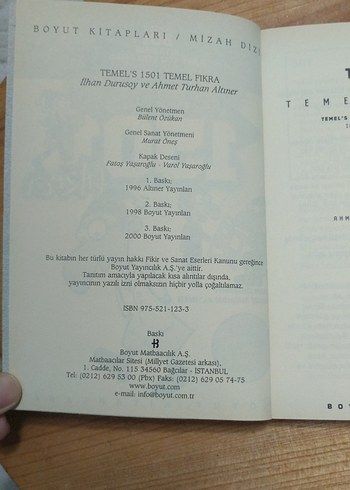 BOYUT KİTAPLARI / MİZAH DİZ
TEMEL'S 1501 TEMEL FIKRA
İlhan Durusoy ve Ahmet Turhan Altıner
Genel Yönetmen
Bülent Özükan
Genel Sanat Yönetmeni
Murat Öneş
Kapak Deseni
Fatoş Yaşaroğlu - Varol Yaşaroğlu
1. Baskı;
1996 Altıner Yayınları
2. Baskı;
1998 Boyut Yayınları
3. Baskı;
2000 Boyut Yayınları
Bu kitabın her türlü yayın hakkı Fikir ve Sanat Eserleri Kanunu gereğince
Boyut Yayıncılık A.Ş.'ye aittir.
Tanıtım amacıyla yapılacak kısa alıntılar dışında,
yayıncının yazılı izni olmaksızın hiçbir yolla çoğaltılamaz.
ISBN 975-521-123-3
Baskı
Boyut Matbaacılık A.Ş.
Matbaacılar Sitesi (Milliyet Gazetesi arkası),
1. Cadde, No. 115 34560 Bağcılar - İSTANBUL
Tel: (0212) 629 53 00 (Pbx) Faks: (0212) 629 05 74-75
www.boyut.com
e-mail: info@boyut.com.tr
T
TEME
TEMEL'S
AHM
BOY